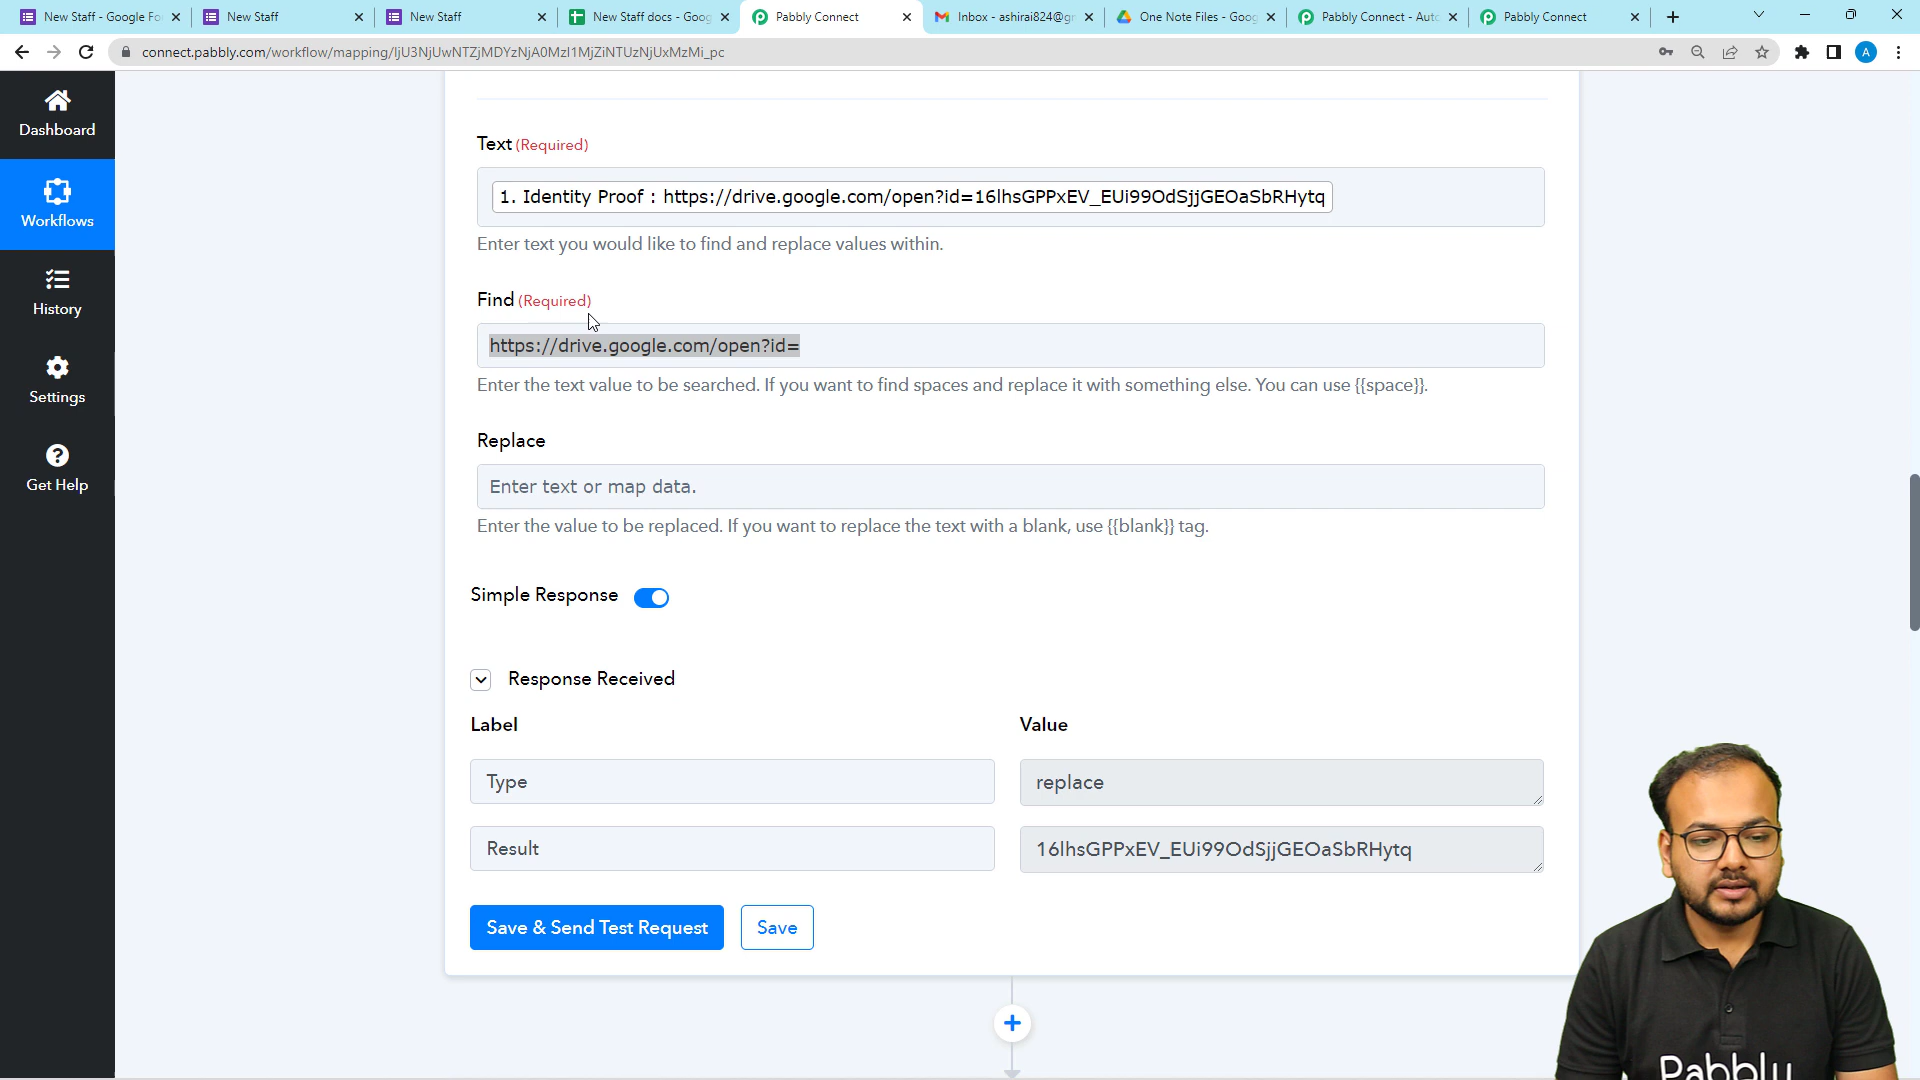 New Staff - Google Fo
New Staff
New Staff
New Staff docs - Goog
Pabbly Connect
Inbox - ashirai824@gr
One Note Files - Goog
Pabbly Connect - Auto
Pabbly Connect
connect.pabbly.com/workflow/mapping/IjU3NjUwNTZjMDYzNjA0MzI1MjZiNTUzNjUxMzMi_pc
A
Dashboard
Workflows
History
Settings
Get Help
Text (Required)
1. Identity Proof : https://drive.google.com/open?id=16lhsGPPxEV_EUi99OdSjjGEOaSbRHytq
Enter text you would like to find and replace values within.
Find (Required)
https://drive.google.com/open?id=
Enter the text value to be searched. If you want to find spaces and replace it with something else. You can use {{space}}.
Replace
Enter text or map data.
Enter the value to be replaced. If you want to replace the text with a blank, use {{blank}} tag.
Simple Response
Response Received
Label
Value
Type
replace
Result
16lhsGPPxEV_EUi99OdSjjGEOaSbRHytq
Save & Send Test Request
Save
Pabbly